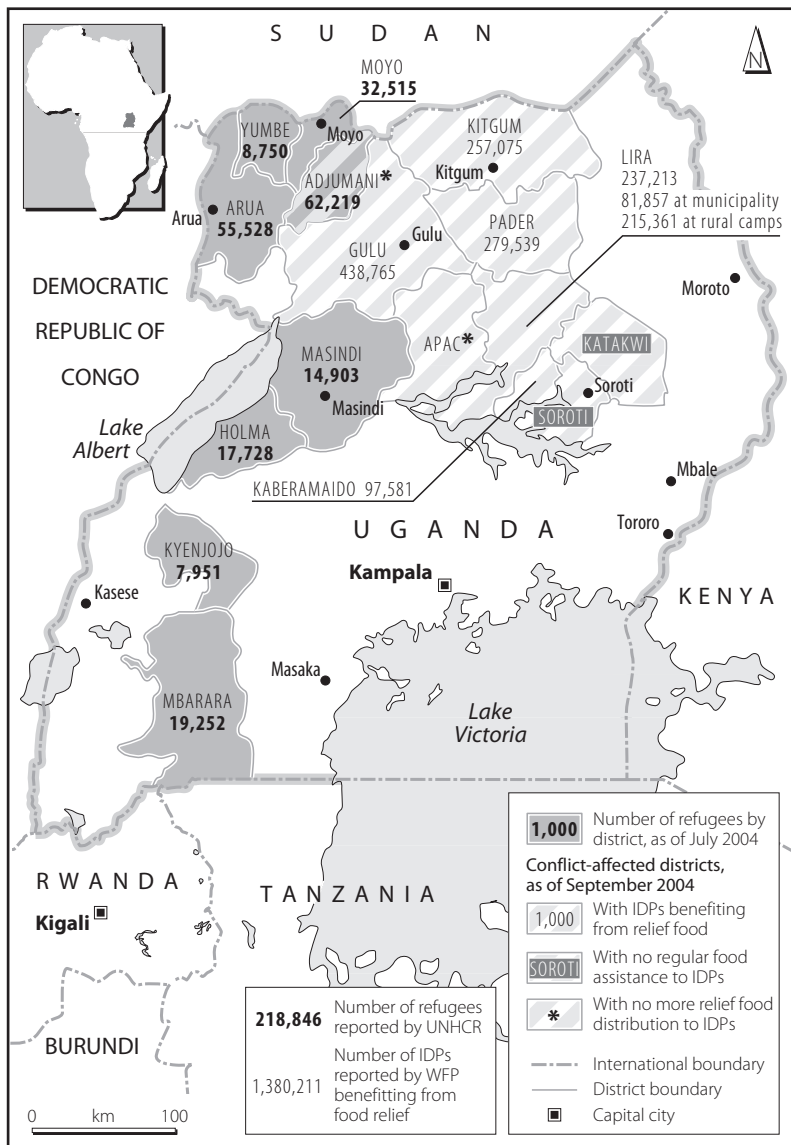 S U D A N
N
MOYO
32,515
YUMBE
8,750
Moyo
ADJUMANI *
62,219
KITGUM
257,075
Kitgum
LIRA
237,213
81,857 at municipality
215,361 at rural camps
Arua
ARUA
55,528
PADER
279,539
GULU
438,765
Gulu
DEMOCRATIC
REPUBLIC OF
CONGO
Moroto
MASINDI
14,903
Masindi
APAC *
KATAKWI
Soroti
SOROTI
Lake
Albert
HOLMA
17,728
KABERAMAIDO 97,581
Mbale
Tororo
U G A N D A
KYENJOJO
7,951
Kampala
Kasese
K E N Y A
Masaka
MBARARA
19,252
Lake
Victoria
R W A N D A
Kigali
T A N Z A N I A
BURUNDI
0 km 100
218,846 Number of refugees
reported by UNHCR
1,380,211 Number of IDPs
reported by WFP
benefitting from
food relief
1,000 Number of refugees by
district, as of July 2004
Conflict-affected districts,
as of September 2004
1,000 With IDPs benefiting
from relief food
SOROTI With no regular food
assistance to IDPs
* With no more relief food
distribution to IDPs
International boundary
District boundary
Capital city